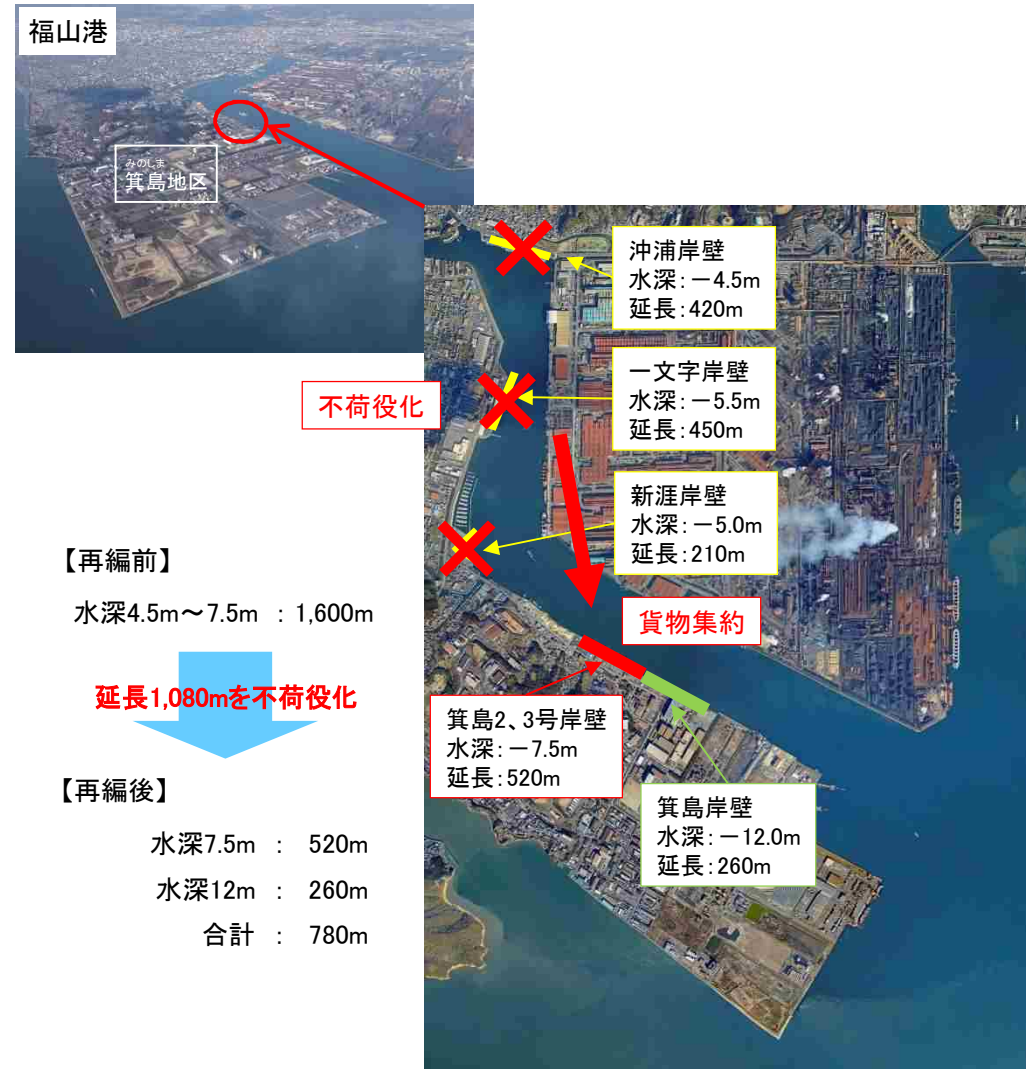 福山港
みのしま
箕島地区
沖浦岸壁
水深：－4.5m
延長：420m
一文字岸壁
水深：－5.5m
延長：450m
不荷役化
新涯岸壁
水深：－5.0m
延長：210m
【再編前】
水深4.5m～7.5m ： 1,600m
貨物集約
延長1,080mを不荷役化
箕島2、3号岸壁
水深：－7.5m
延長：520m
【再編後】
箕島岸壁
水深：－12.0m
延長：260m
水深7.5m ： 520m
水深12m ： 260m
合計 ： 780m